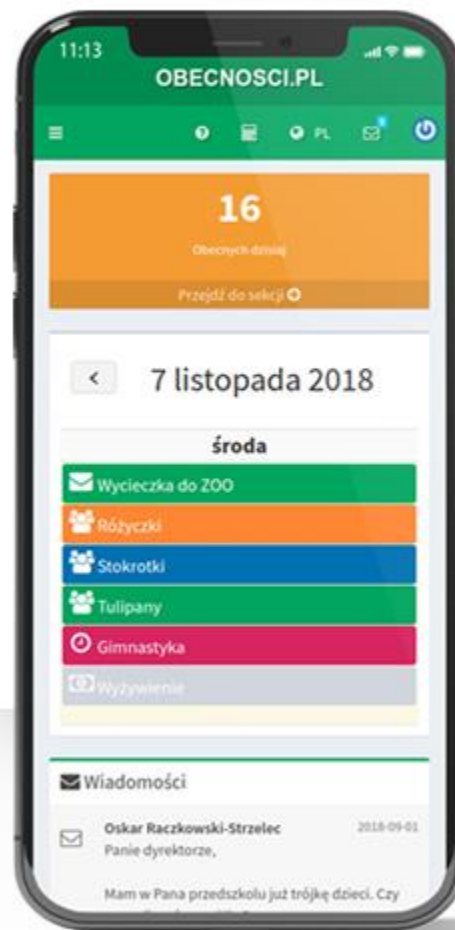 11:13
OBECNOSCI.PL
PL
16
Obecnych dzisiaj
Przejdź do sekcji
7 listopada 2018
środa
Wycieczka do ZOO
Różyczki
Stokrotki
Tulipany
Gimnastyka
Wyżywienie
Wiadomości
Oskar Raczkowski-Strzelec 2018-09-01
Panie dyrektorze,
Mam w Pana przedszkolu już trójkę dzieci. Czy